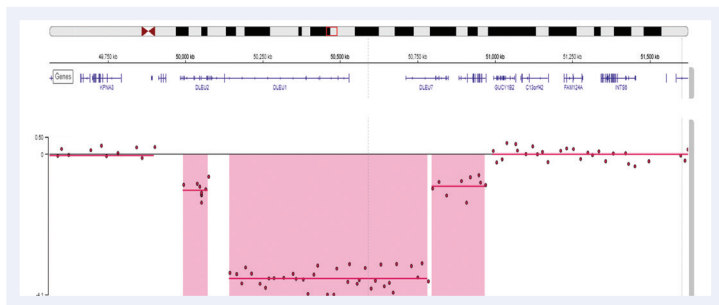 49,750 kb 50,000 kb 50,250 kb 50,500 kb 50,750 kb 51,000 kb 51,250 kb 51,500 kb
Genes
KPNA3 DLEU2 DLEU1 DLEU7 GUCY1B2 C13orf42 FAM124A INTS6
0.50
0